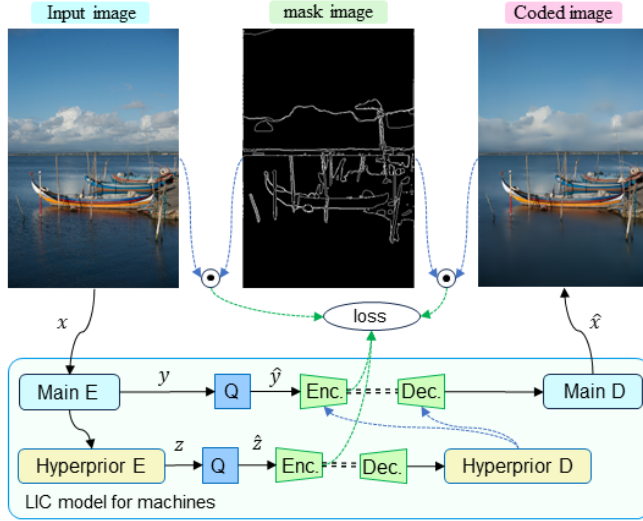 Input image
mask image
Coded image
loss
x
x̂
Main E
y
Q
ŷ
Enc.
Dec.
Main D
Hyperprior E
z
Q
ẑ
Enc.
Dec.
Hyperprior D
LIC model for machines